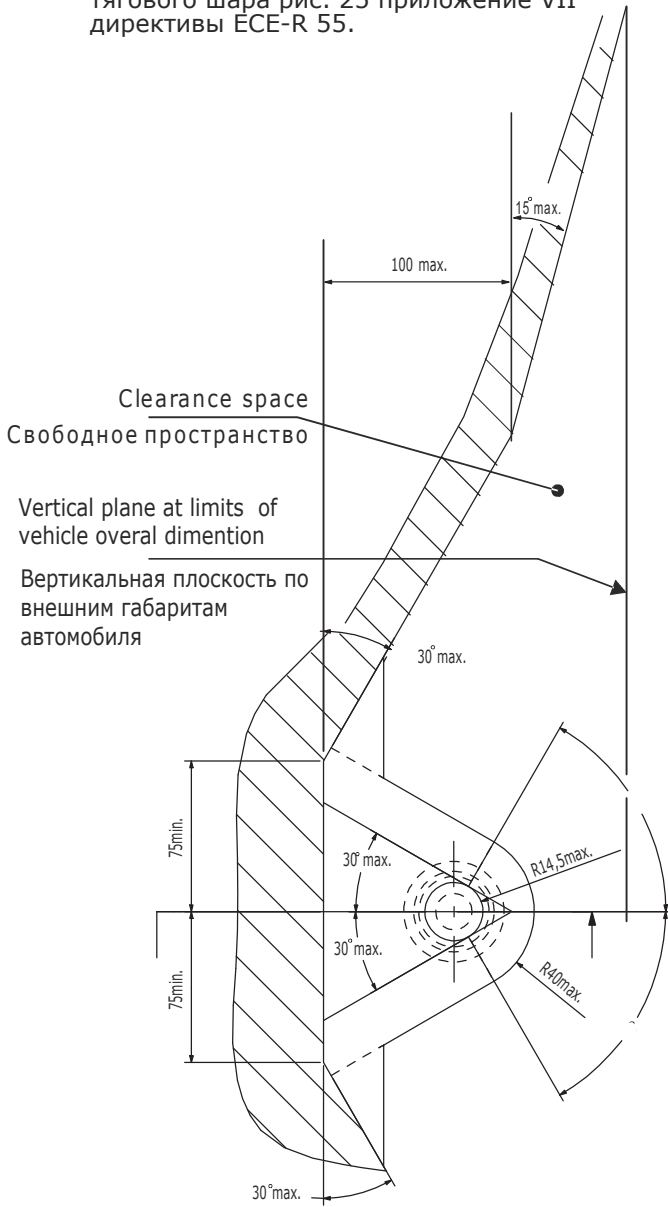 тягового шара рис. 25 приложение VII
директивы ECE-R 55.
15°max.
100 max.
Clearance space
Свободное пространство
Vertical plane at limits of
vehicle overal dimention
Вертикальная плоскость по
внешним габаритам
автомобиля
30°max.
75min.
30°max.
R14,5max.
30°max.
75min.
R40max.
30°max.